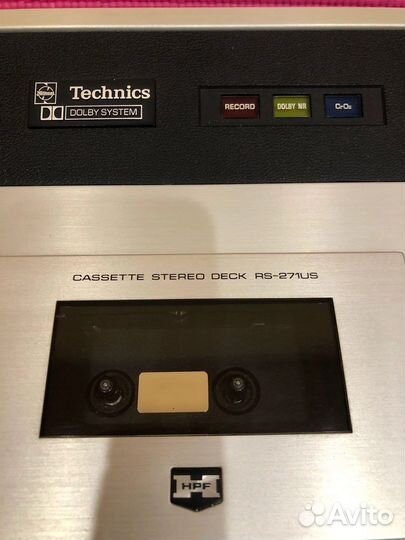 Technics
DOLBY SYSTEM
RECORD
DOLBY NR
CrO₂
CASSETTE STEREO DECK RS-271US
H
HPF
Avito